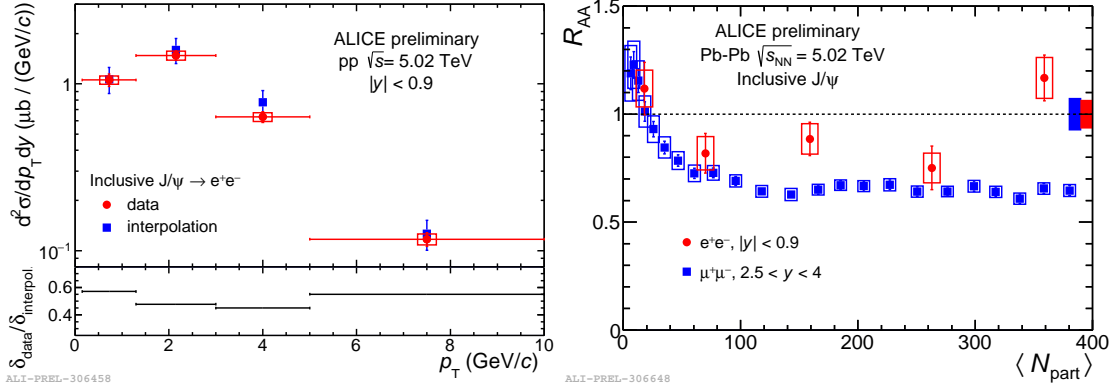 ALICE preliminary
pp √s= 5.02 TeV
|y| < 0.9
d²σ/dp_T dy (μb / (GeV/c))
1
10⁻¹
Inclusive J/ψ → e⁺e⁻
data
interpolation
δ_data/δ_interpol.
0.6
0.4
0 2 4 6 8 10
p_T (GeV/c)
ALI-PREL-306458
R_AA
1.5
1
0.5
0
ALICE preliminary
Pb-Pb √s_NN = 5.02 TeV
Inclusive J/ψ
e⁺e⁻, |y| < 0.9
μ⁺μ⁻, 2.5 < y < 4
0 100 200 300 400
⟨ N_part ⟩
ALI-PREL-306648